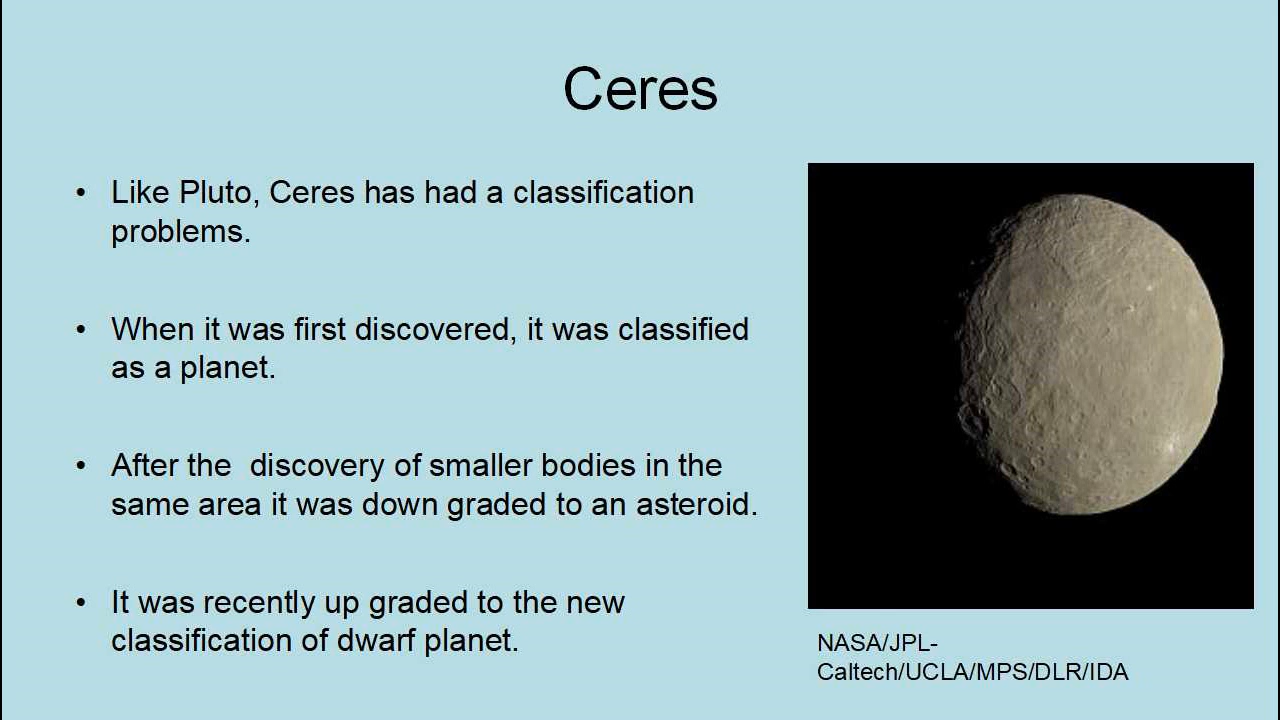 Ceres
• Like Pluto, Ceres has had a classification
problems.
• When it was first discovered, it was classified
as a planet.
• After the  discovery of smaller bodies in the
same area it was down graded to an asteroid.
• It was recently up graded to the new
classification of dwarf planet.
NASA/JPL-
Caltech/UCLA/MPS/DLR/IDA